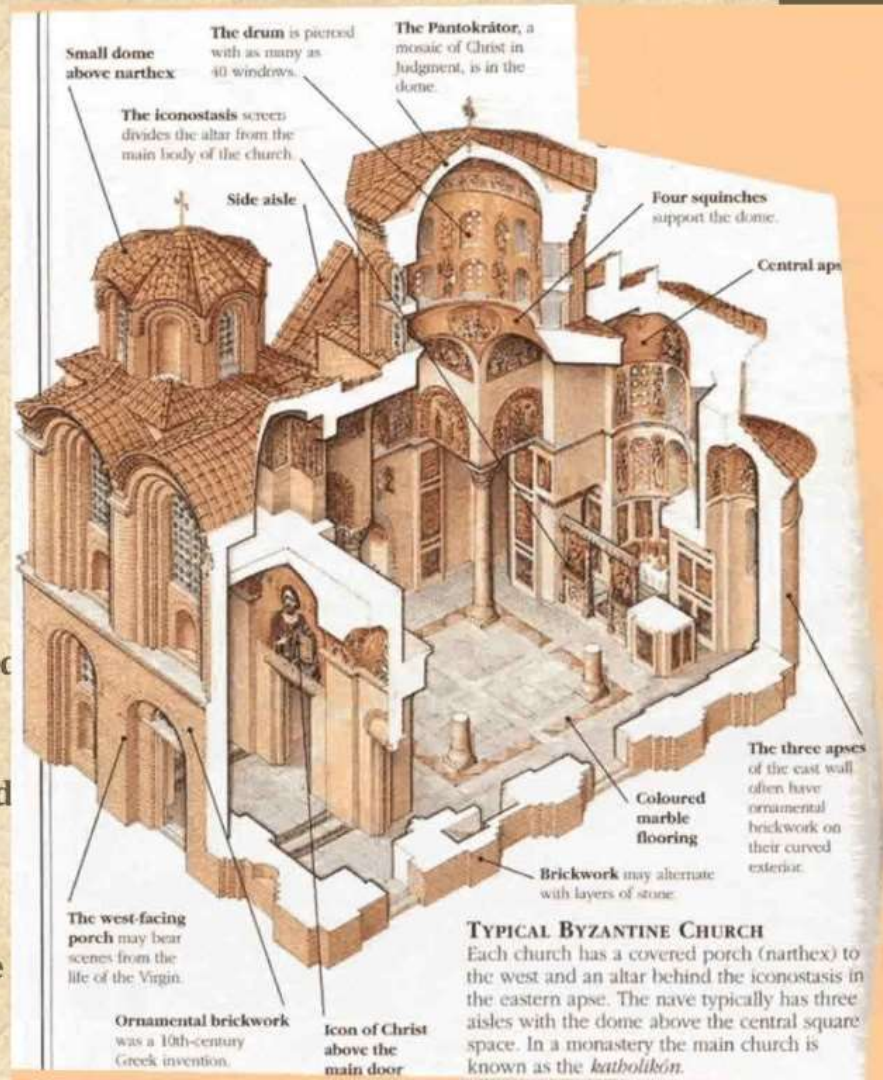 Small dome
above narthex
The drum is pierced
with as many as
40 windows.
The Pantokrátor, a
mosaic of Christ in
Judgment, is in the
dome.
The iconostasis screen
divides the altar from the
main body of the church.
Side aisle
Four squinches
support the dome.
Central aps
The three apses
of the east wall
often have
ornamental
brickwork on
their curved
exterior.
Coloured
marble
flooring
Brickwork may alternate
with layers of stone.
The west-facing
porch may bear
scenes from the
life of the Virgin.
Ornamental brickwork
was a 10th-century
Greek invention.
Icon of Christ
above the
main door
TYPICAL BYZANTINE CHURCH
Each church has a covered porch (narthex) to
the west and an altar behind the iconostasis in
the eastern apse. The nave typically has three
aisles with the dome above the central square
space. In a monastery the main church is
known as the katholikón.